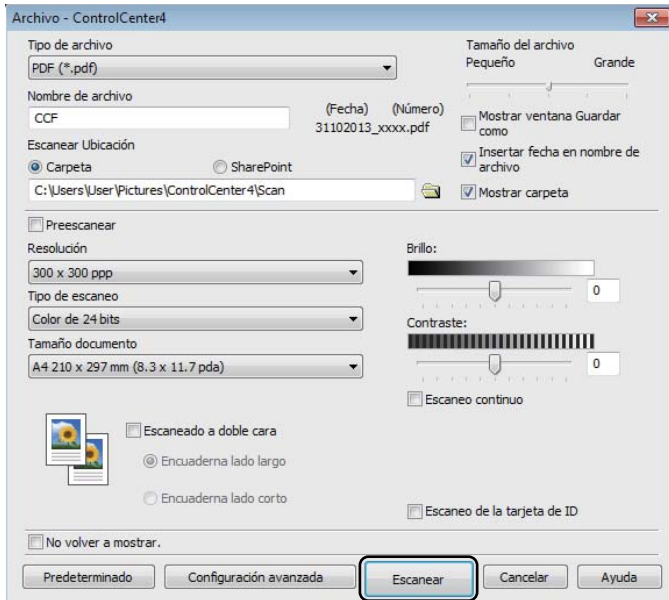 Archivo - ControlCenter4
Tipo de archivo
PDF (*.pdf)
Tamaño del archivo
Pequeño Grande
Nombre de archivo
CCF
(Fecha) (Número)
31102013_xxxx.pdf
Mostrar ventana Guardar
como
Insertar fecha en nombre de
archivo
Mostrar carpeta
Escanear Ubicación
Carpeta
SharePoint
C:\Users\User\Pictures\ControlCenter4\Scan
Preescanear
Resolución
300 x 300 ppp
Tipo de escaneo
Color de 24 bits
Tamaño documento
A4 210 x 297 mm (8.3 x 11.7 pda)
Brillo:
0
Contraste:
0
Escaneo continuo
Escaneado a doble cara
Encuaderna lado largo
Encuaderna lado corto
Escaneo de la tarjeta de ID
No volver a mostrar.
Predeterminado
Configuración avanzada
Escanear
Cancelar
Ayuda